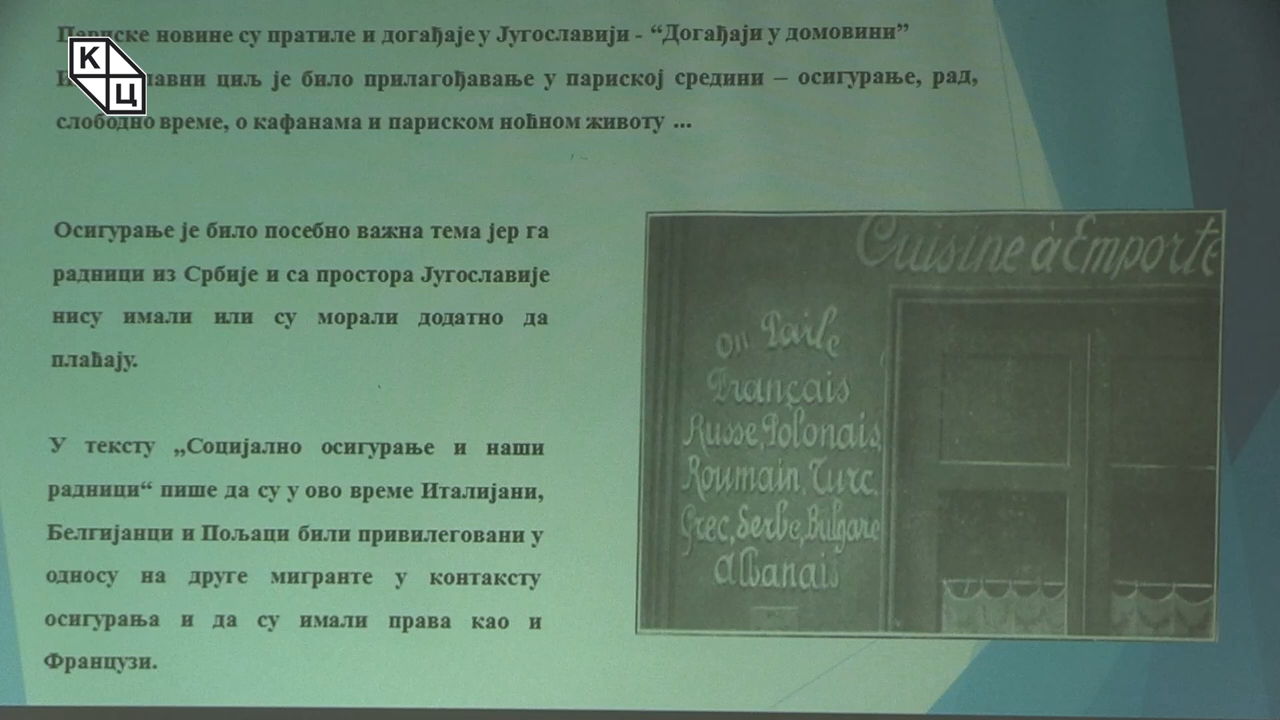 Париске новине су пратиле и догађаје у Југославији - “Догађаји у домовини”
главни циљ је било прилагођавање у париској средини – осигурање, рад,
слободно време, о кафанама и париском ноћном животу ...
К
Ц
Осигурање је било посебно важна тема јер га
радници из Србије и са простора Југославије
нису имали или су морали додатно да
плаћају.
У тексту „Социјално осигурање и наши
радници“ пише да су у ово време Италијани,
Белгијанци и Пољаци били привилеговани у
односу на друге мигранте у контаксту
осигурања и да су имали права као и
Французи.
Cuisine à Emporte
on Parle
Français
Russe, Polonais,
Roumain, Turc,
Grec, Serbe, Bulgare
Albanais